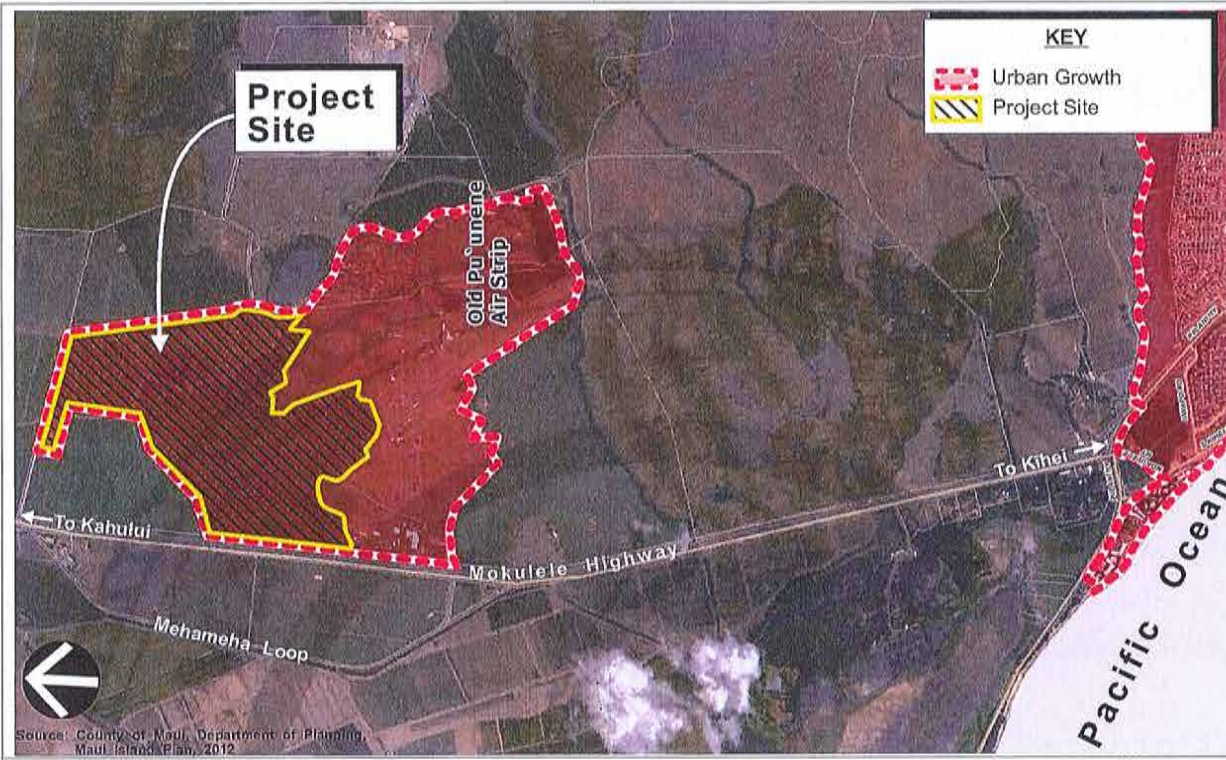 KEY
Urban Growth
Project Site
Project
Site
Old Pu`unene
Air Strip
To Kihei
To Kahului
Mokulele Highway
Mehameha Loop
Pacific Ocean
Source: County of Maui, Department of Planning,
Maui Island Plan, 2012